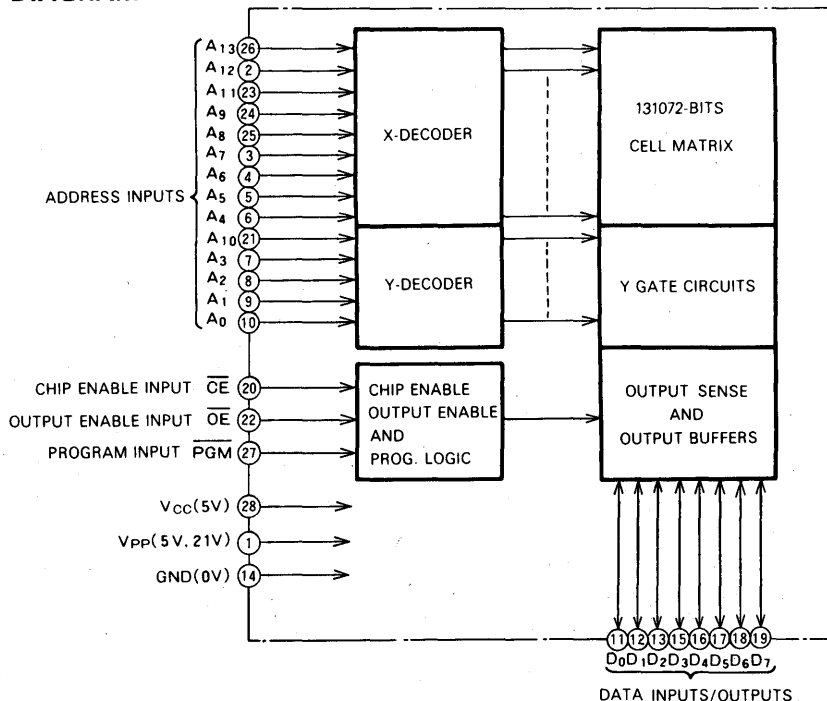 A13 26
A12 2
A11 23
A9 24
A8 25
A7 3
A6 4
A5 5
A4 6
A10 21
A3 7
A2 8
A1 9
A0 10
ADDRESS INPUTS
X-DECODER
Y-DECODER
131072-BITS
CELL MATRIX
Y GATE CIRCUITS
CHIP ENABLE INPUT CE 20
OUTPUT ENABLE INPUT OE 22
PROGRAM INPUT PGM 27
CHIP ENABLE
OUTPUT ENABLE
AND
PROG. LOGIC
OUTPUT SENSE
AND
OUTPUT BUFFERS
VCC(5V) 28
VPP(5V, 21V) 1
GND(0V) 14
11 12 13 15 16 17 18 19
D0 D1 D2 D3 D4 D5 D6 D7
DATA INPUTS/OUTPUTS